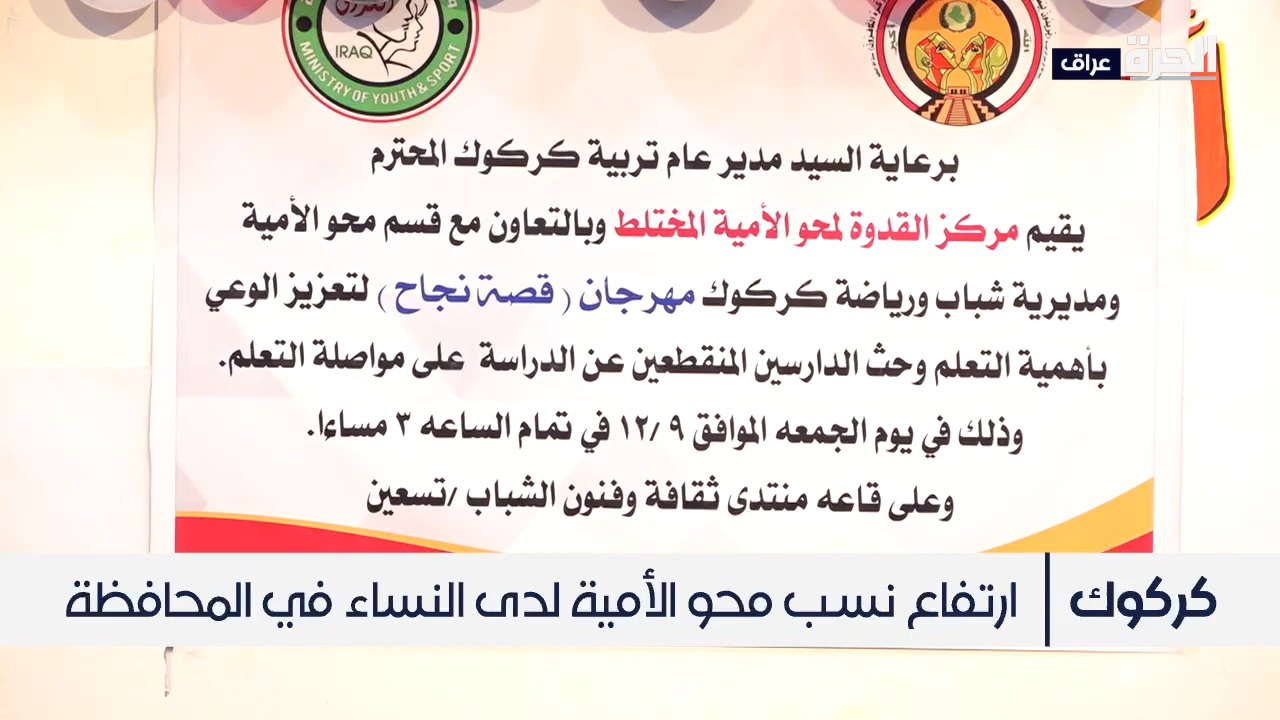 الحرة
عراق
IRAQ
MINISTRY OF YOUTH & SPORT
برعاية السيد مدير عام تربية كركوك المحترم
يقيم مركز القدوة لمحو الأمية المختلط وبالتعاون مع قسم محو الأمية
ومديرية شباب ورياضة كركوك مهرجان ( قصة نجاح ) لتعزيز الوعي
بأهمية التعلم وحث الدارسين المنقطعين عن الدراسة على مواصلة التعلم.
وذلك في يوم الجمعه الموافق ١٢/٩ في تمام الساعه ٣ مساءا.
وعلى قاعه منتدى ثقافة وفنون الشباب /تسعين
كركوك | ارتفاع نسب محو الأمية لدى النساء في المحافظة